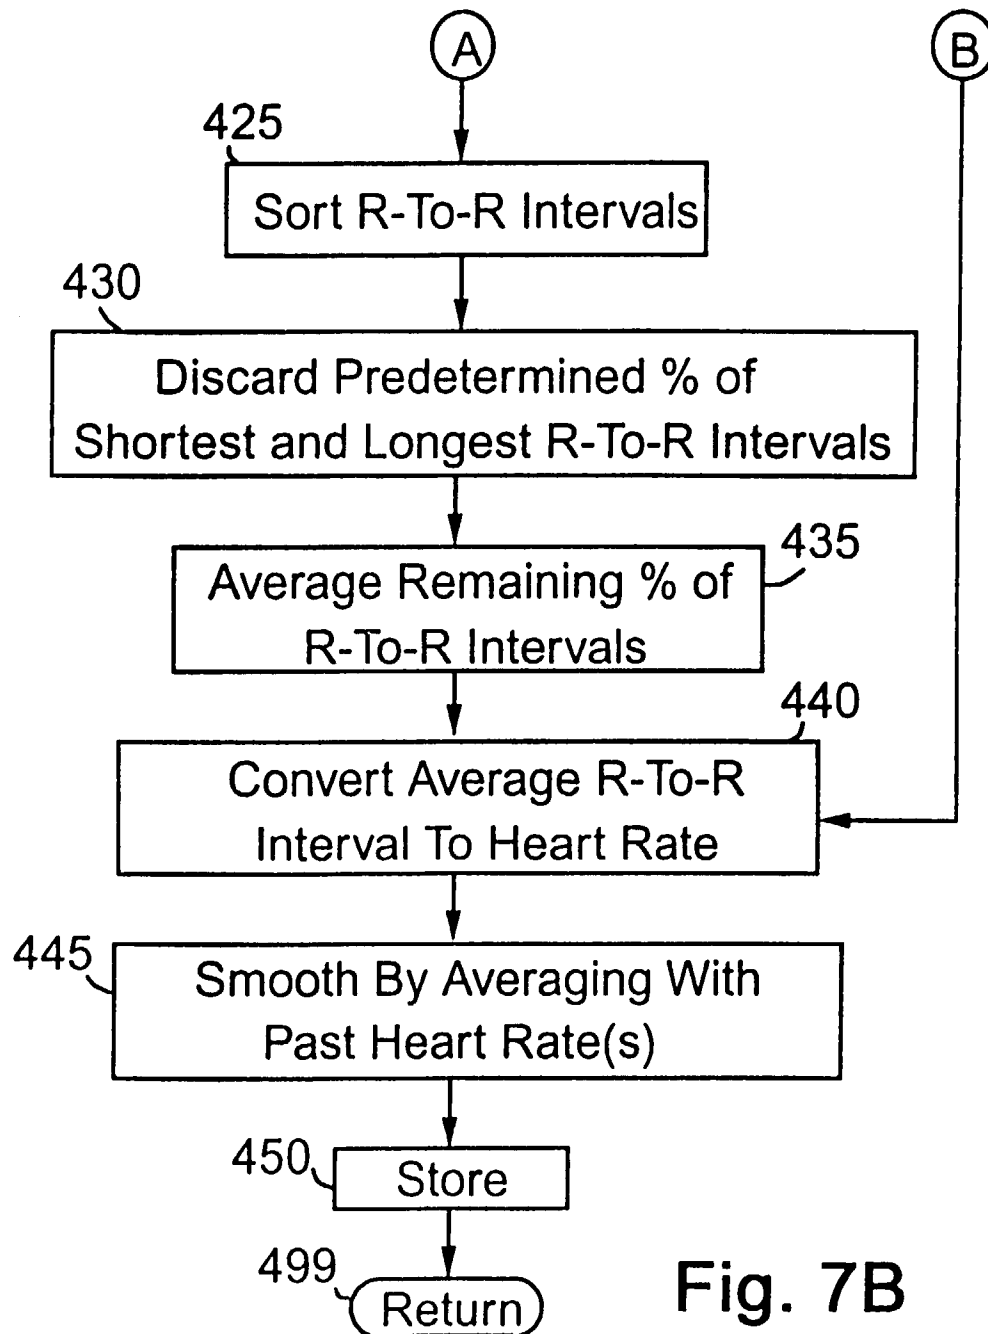 A
B
425
Sort R-To-R Intervals
430
Discard Predetermined % of
Shortest and Longest R-To-R Intervals
435
Average Remaining % of
R-To-R Intervals
440
Convert Average R-To-R
Interval To Heart Rate
445
Smooth By Averaging With
Past Heart Rate(s)
450
Store
499
Return
Fig. 7B